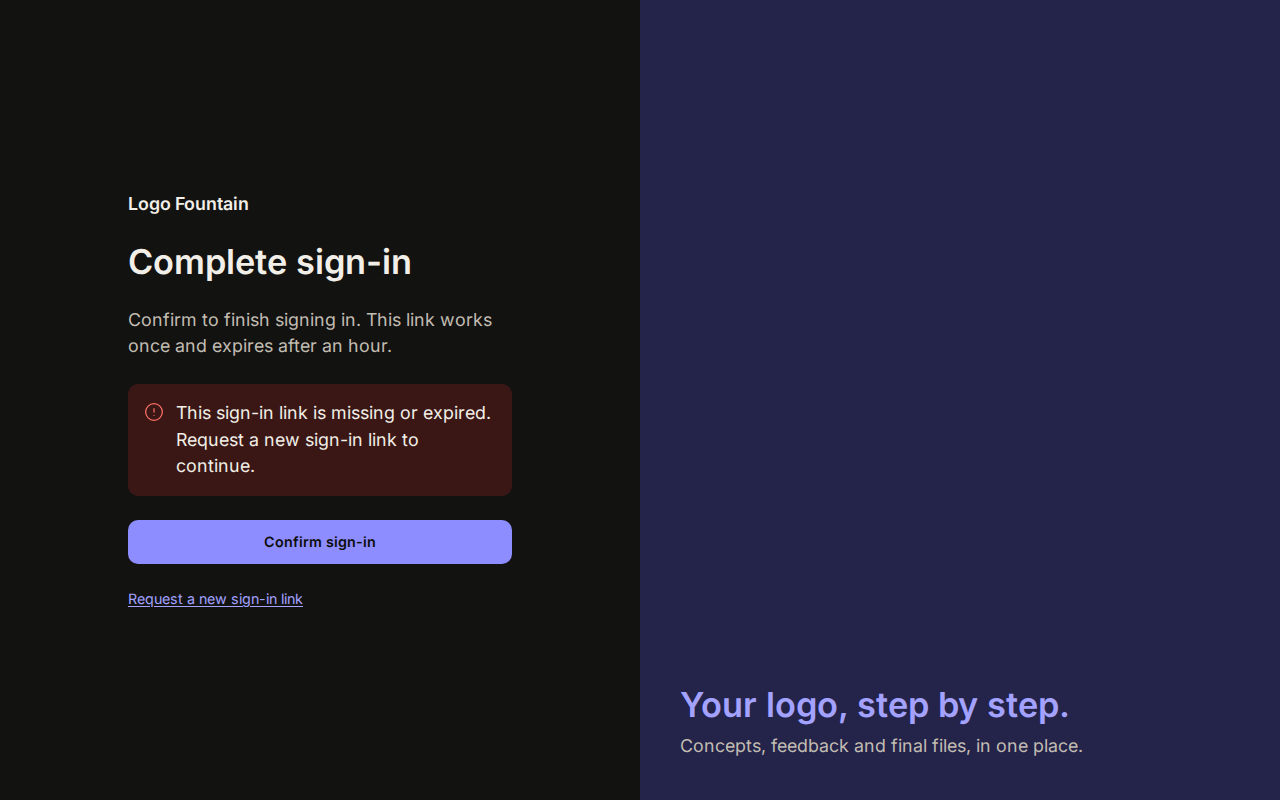 Logo Fountain
Complete sign-in
Confirm to finish signing in. This link works
once and expires after an hour.
This sign-in link is missing or expired.
Request a new sign-in link to
continue.
Confirm sign-in
Request a new sign-in link
Your logo, step by step.
Concepts, feedback and final files, in one place.